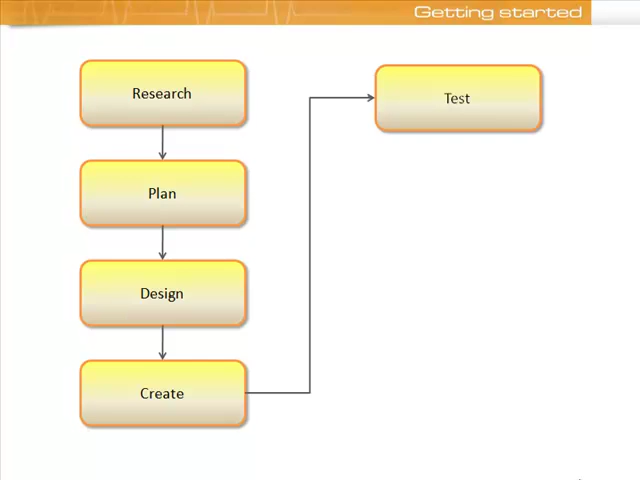 Getting started
Research
Plan
Design
Create
Test